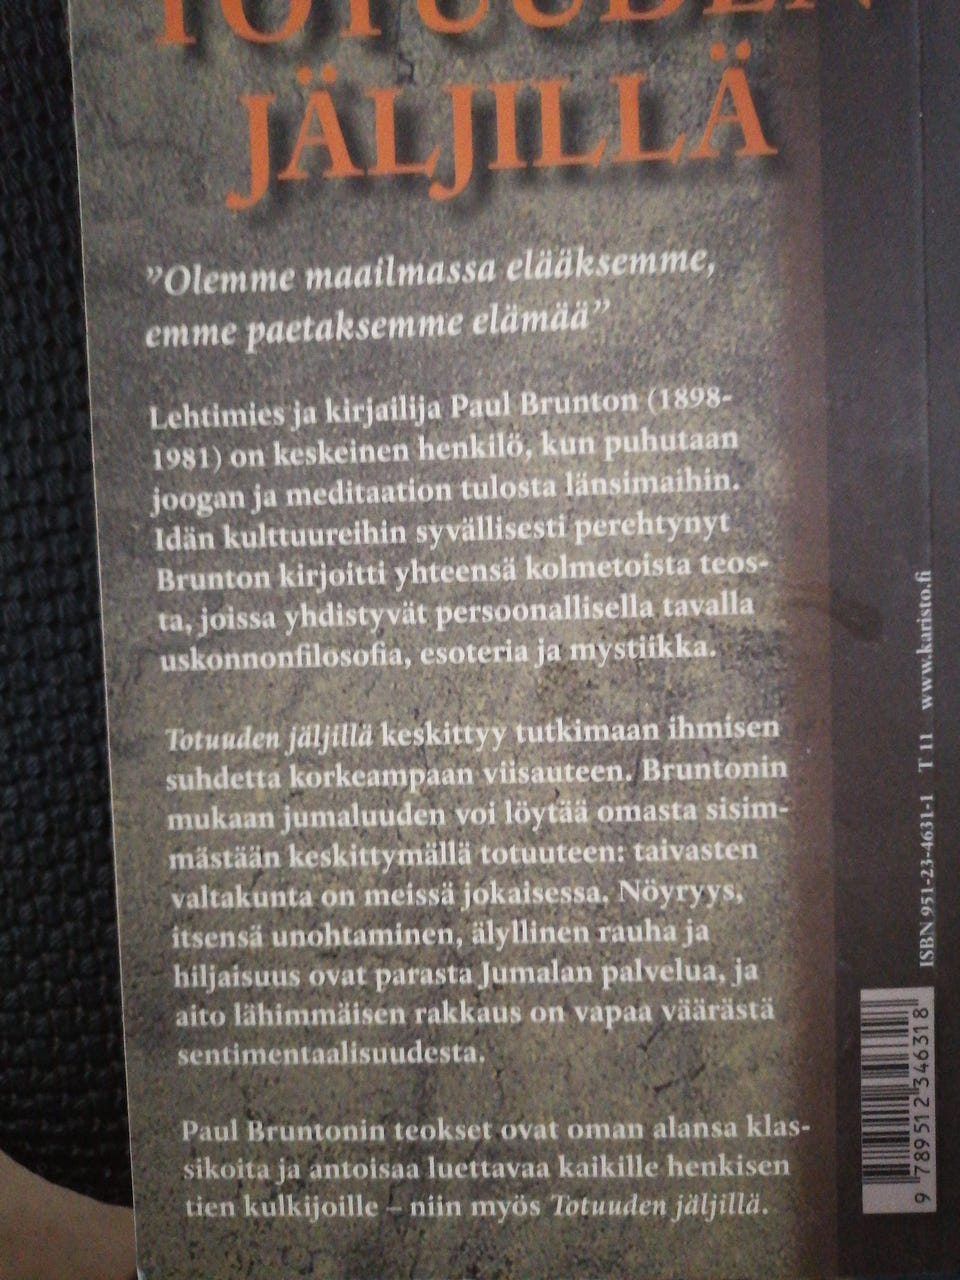 TOTUUDEN
JÄLJILLÄ
”Olemme maailmassa elääksemme,
emme paetaksemme elämää”
Lehtimies ja kirjailija Paul Brunton (1898-
1981) on keskeinen henkilö, kun puhutaan
joogan ja meditaation tulosta länsimaihin.
Idän kulttuureihin syvällisesti perehtynyt
Brunton kirjoitti yhteensä kolmetoista teos-
ta, joissa yhdistyvät persoonallisella tavalla
uskonnonfilosofia, esoteria ja mystiikka.
Totuuden jäljillä keskittyy tutkimaan ihmisen
suhdetta korkeampaan viisauteen. Bruntonin
mukaan jumaluuden voi löytää omasta sisim-
mästään keskittymällä totuuteen: taivasten
valtakunta on meissä jokaisessa. Nöyryys,
itsensä unohtaminen, älyllinen rauha ja
hiljaisuus ovat parasta Jumalan palvelua, ja
aito lähimmäisen rakkaus on vapaa väärästä
sentimentaalisuudesta.
Paul Bruntonin teokset ovat oman alansa klas-
sikoita ja antoisaa luettavaa kaikille henkisen
tien kulkijoille – niin myös Totuuden jäljillä.
ISBN 951-23-4631-1 T 11 www.karisto.fi
9 789512 346318